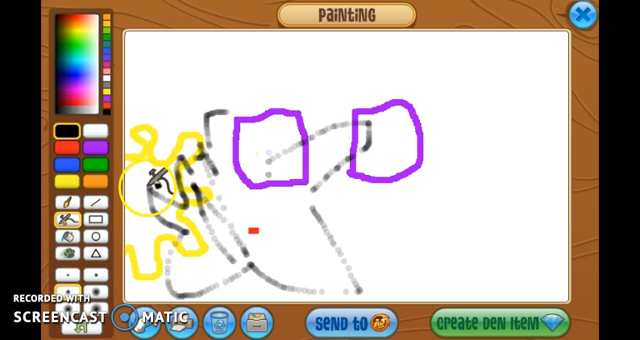 PAINTING
RECORDED WITH
SCREENCAST MATIC
SEND TO
CREATE DEN ITEM